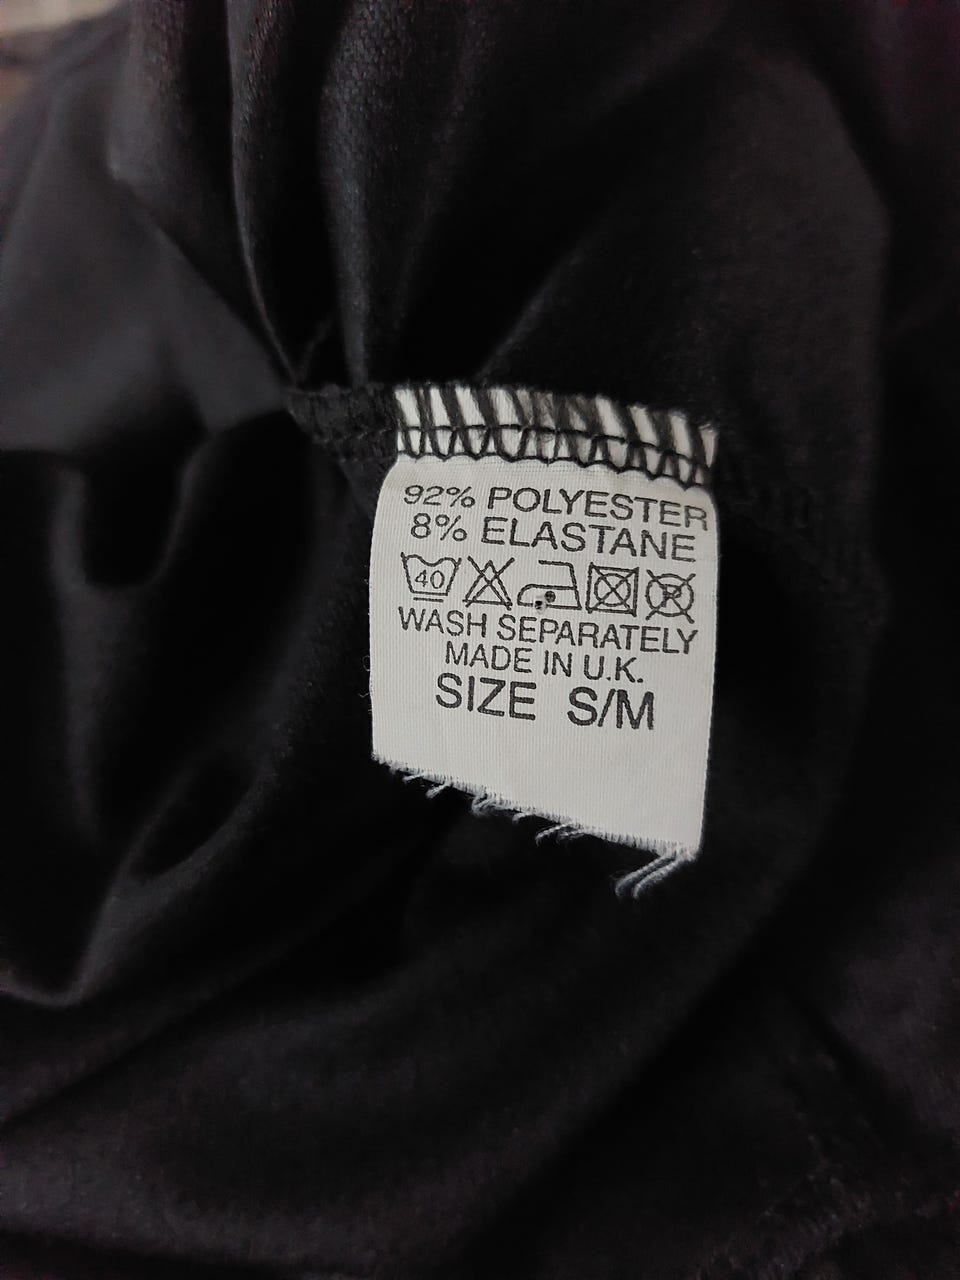 92% POLYESTER
8% ELASTANE
40 P
WASH SEPARATELY
MADE IN U.K.
SIZE S/M